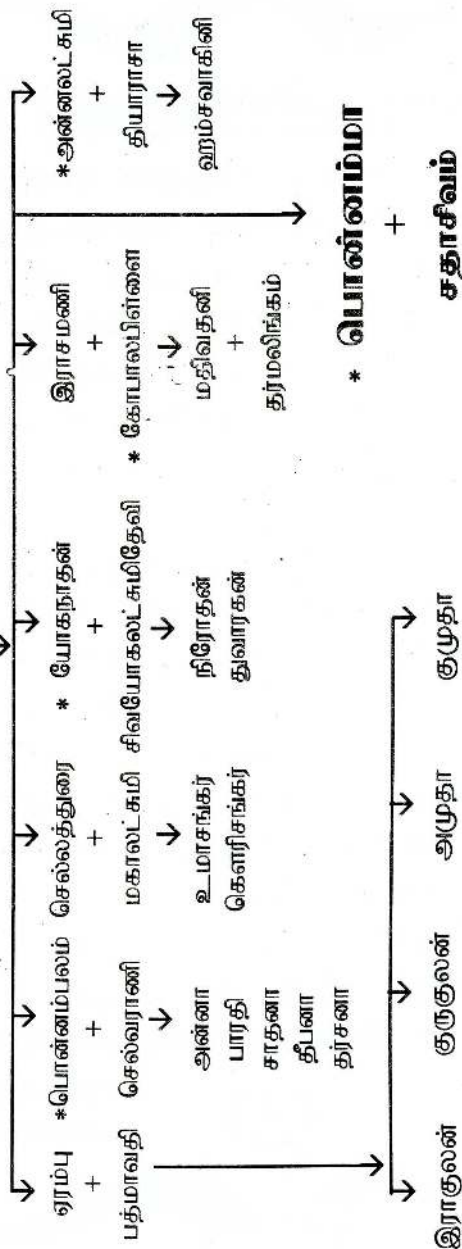 ஏரம்பு *பொன்னம்பலம் செல்லத்துரை * யோகநாதன் இராசமணி *அன்னலட்சுமி
+ + + + + +
பத்மாவதி செல்வராணி மகாலட்சுமி சிவயோகலட்சுமிதேவி * கோபாலபிள்ளை தியாராசா
அன்னா உமாசங்கர் நிரோதன் மதிவதனி ஹம்சவாகினி
பாரதி கௌரிசங்கர் துவாரகன் +
சாதனா தர்மலிங்கம்
தீபனா
தர்சனா
* பொன்னம்மா
+
சதாசிவம்
இராகுலன் குருகுலன் அமுதா குமுதா